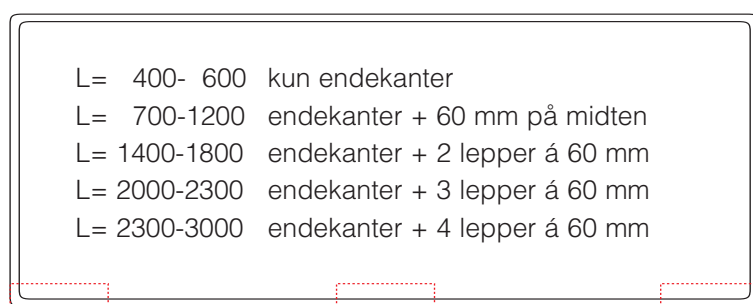 L= 400- 600 kun endekanter
L= 700-1200 endekanter + 60 mm på midten
L= 1400-1800 endekanter + 2 lepper á 60 mm
L= 2000-2300 endekanter + 3 lepper á 60 mm
L= 2300-3000 endekanter + 4 lepper á 60 mm